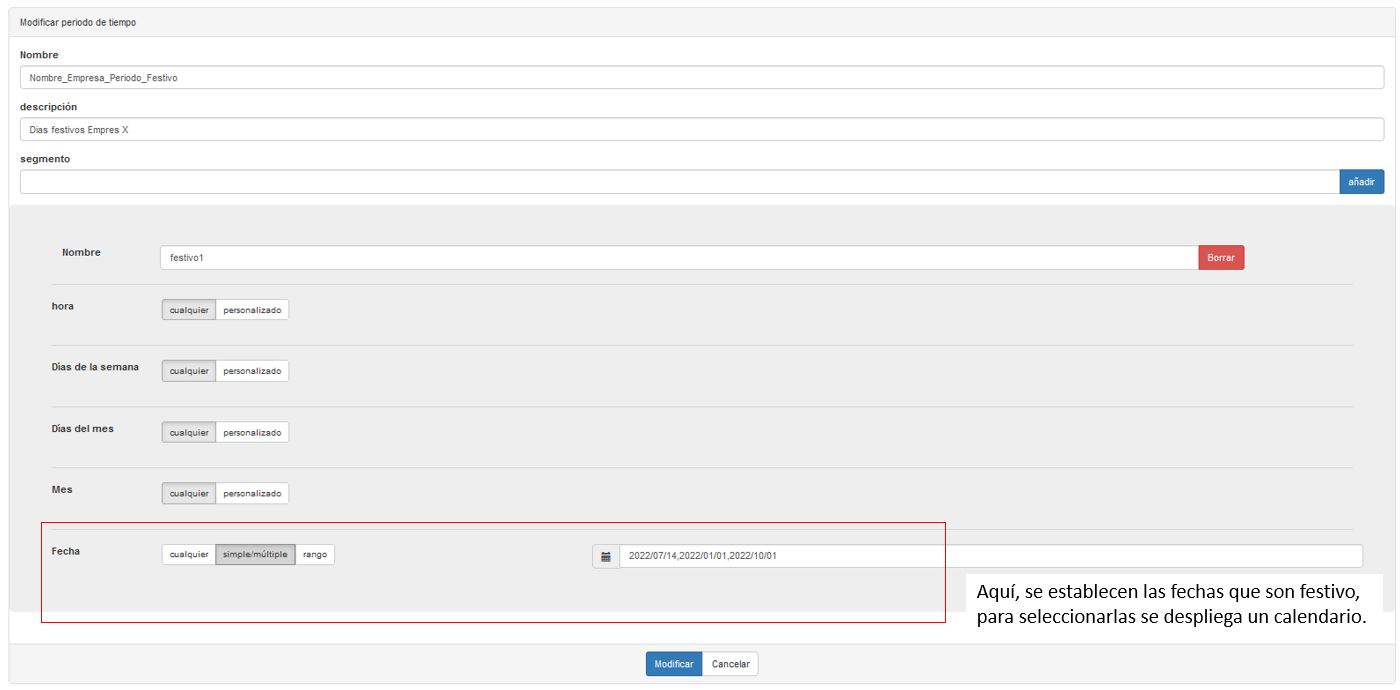 Modificar periodo de tiempo
Nombre
Nombre_Empresa_Periodo_Festivo
descripción
Dias festivos Empres X
segmento
añadir
Nombre
festivo1
Borrar
hora
cualquier personalizado
Días de la semana
cualquier personalizado
Días del mes
cualquier personalizado
Mes
cualquier personalizado
Fecha
cualquier simple/múltiple rango
2022/07/14,2022/01/01,2022/10/01
Aquí, se establecen las fechas que son festivo,
para seleccionarlas se despliega un calendario.
Modificar Cancelar